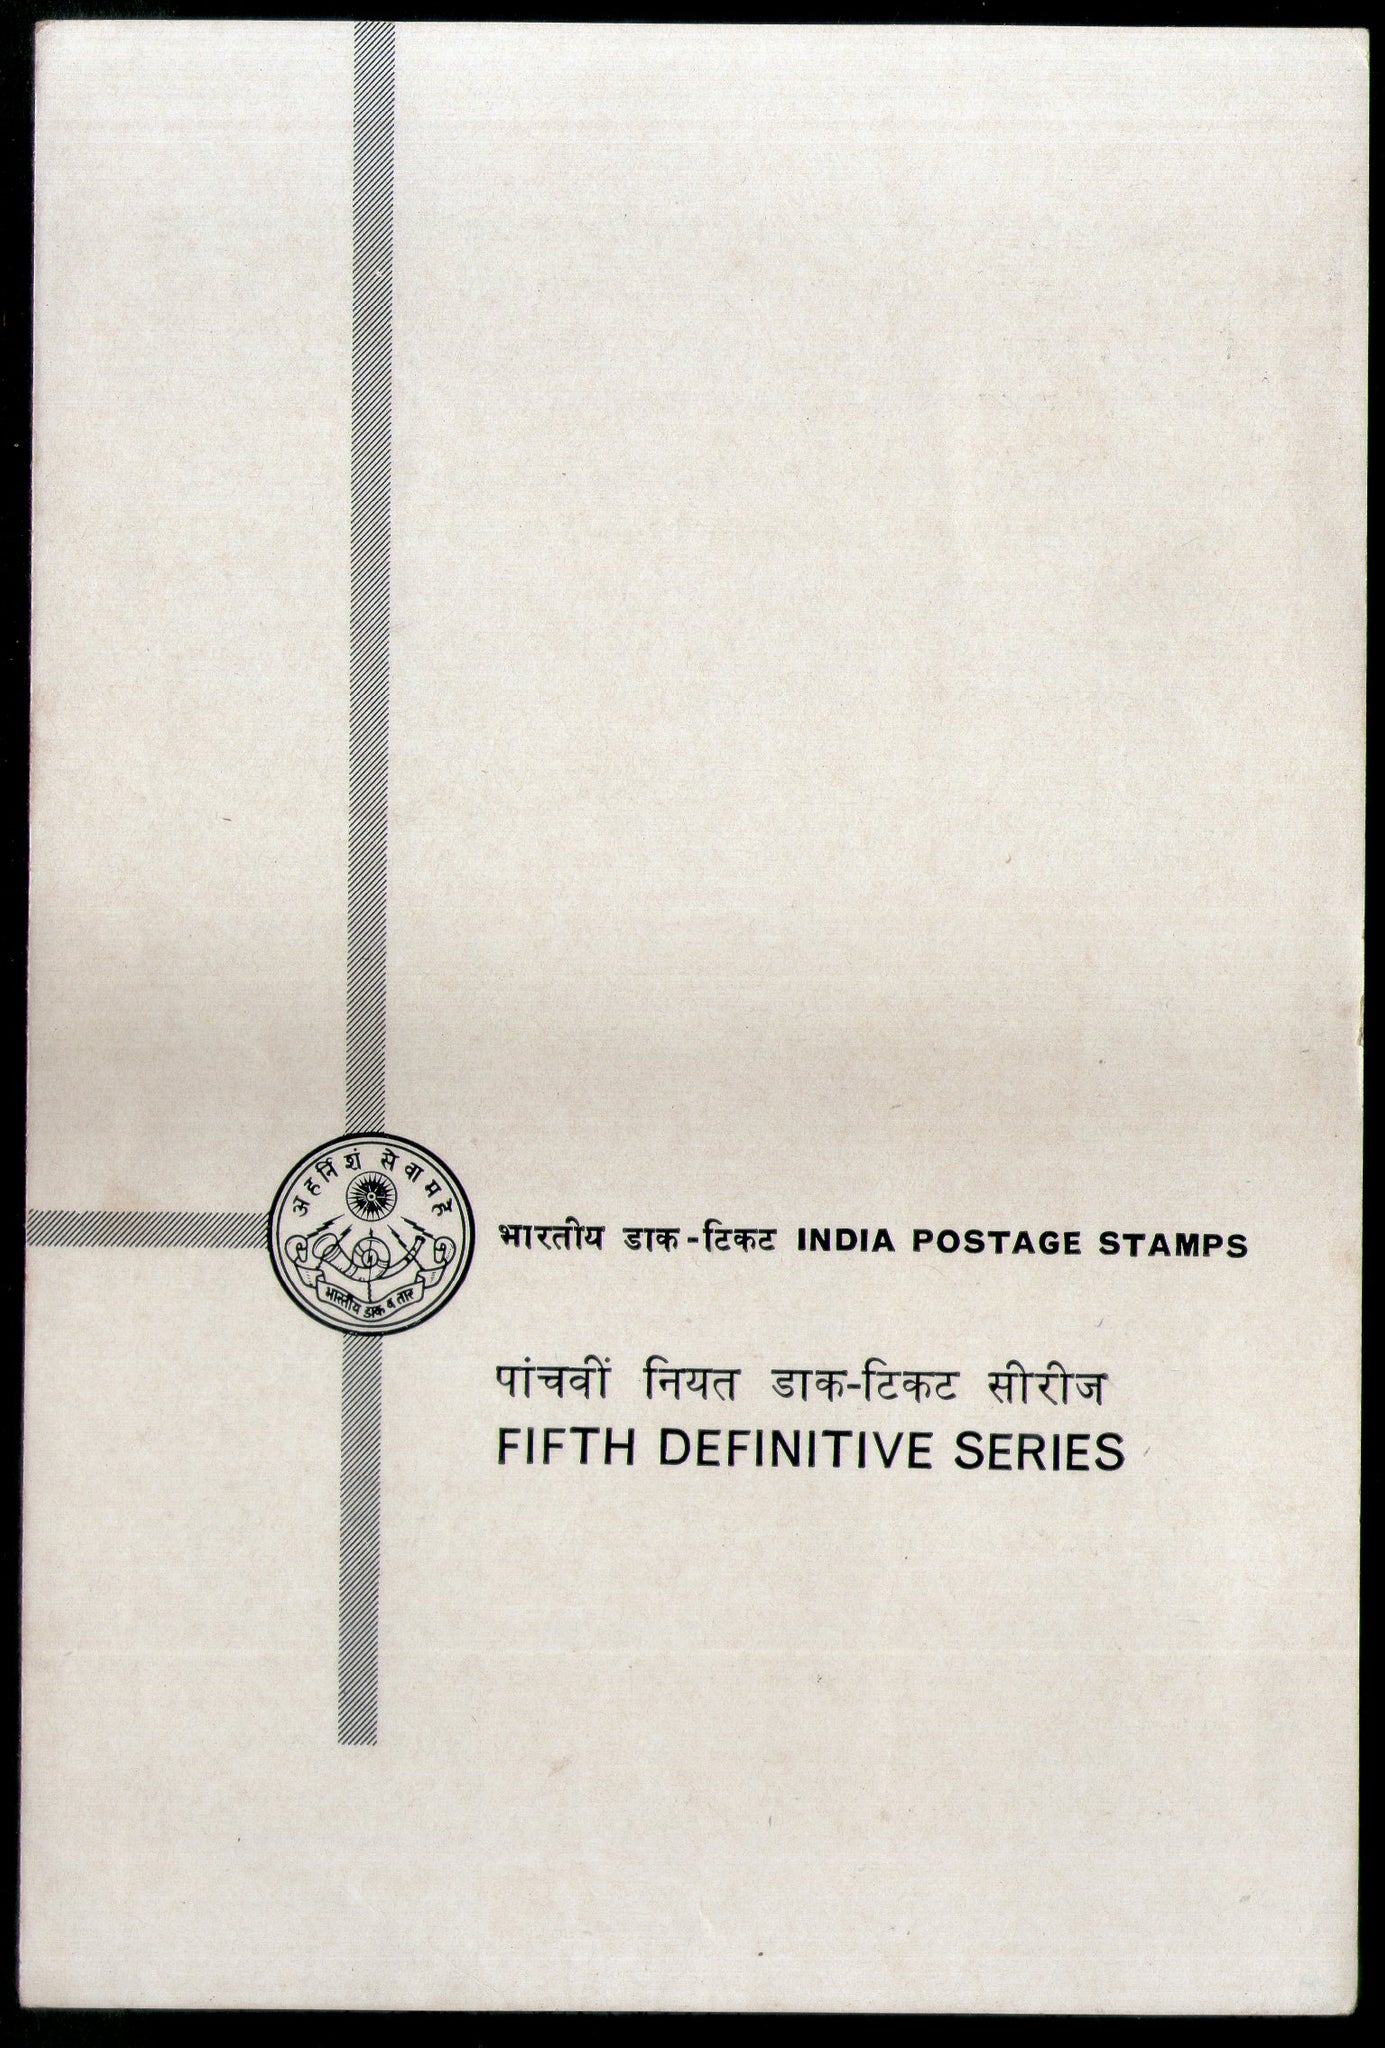 अहर्निशं सेवामहे
भारतीय डाक व तार
भारतीय डाक-टिकट INDIA POSTAGE STAMPS
पांचवीं नियत डाक-टिकट सीरीज
FIFTH DEFINITIVE SERIES